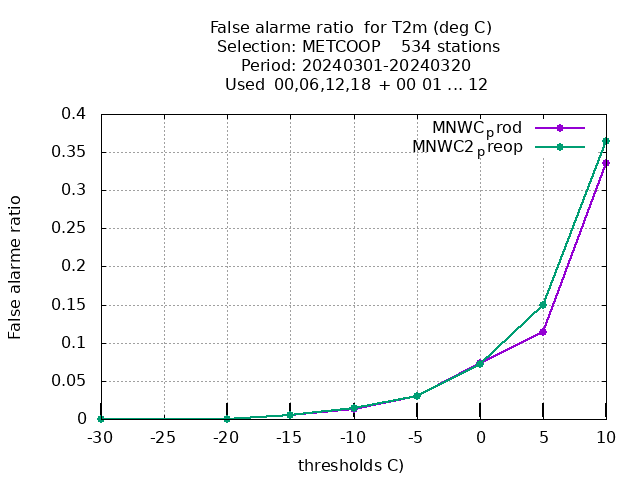 False alarme ratio  for T2m (deg C)
Selection: METCOOP    534 stations
Period: 20240301-20240320
Used  00,06,12,18 + 00 01 ... 12
MNWC_prod
MNWC2_preop
0.4
0.35
0.3
0.25
0.2
0.15
0.1
0.05
0
False alarme ratio
-30 -25 -20 -15 -10 -5 0 5 10
thresholds C)